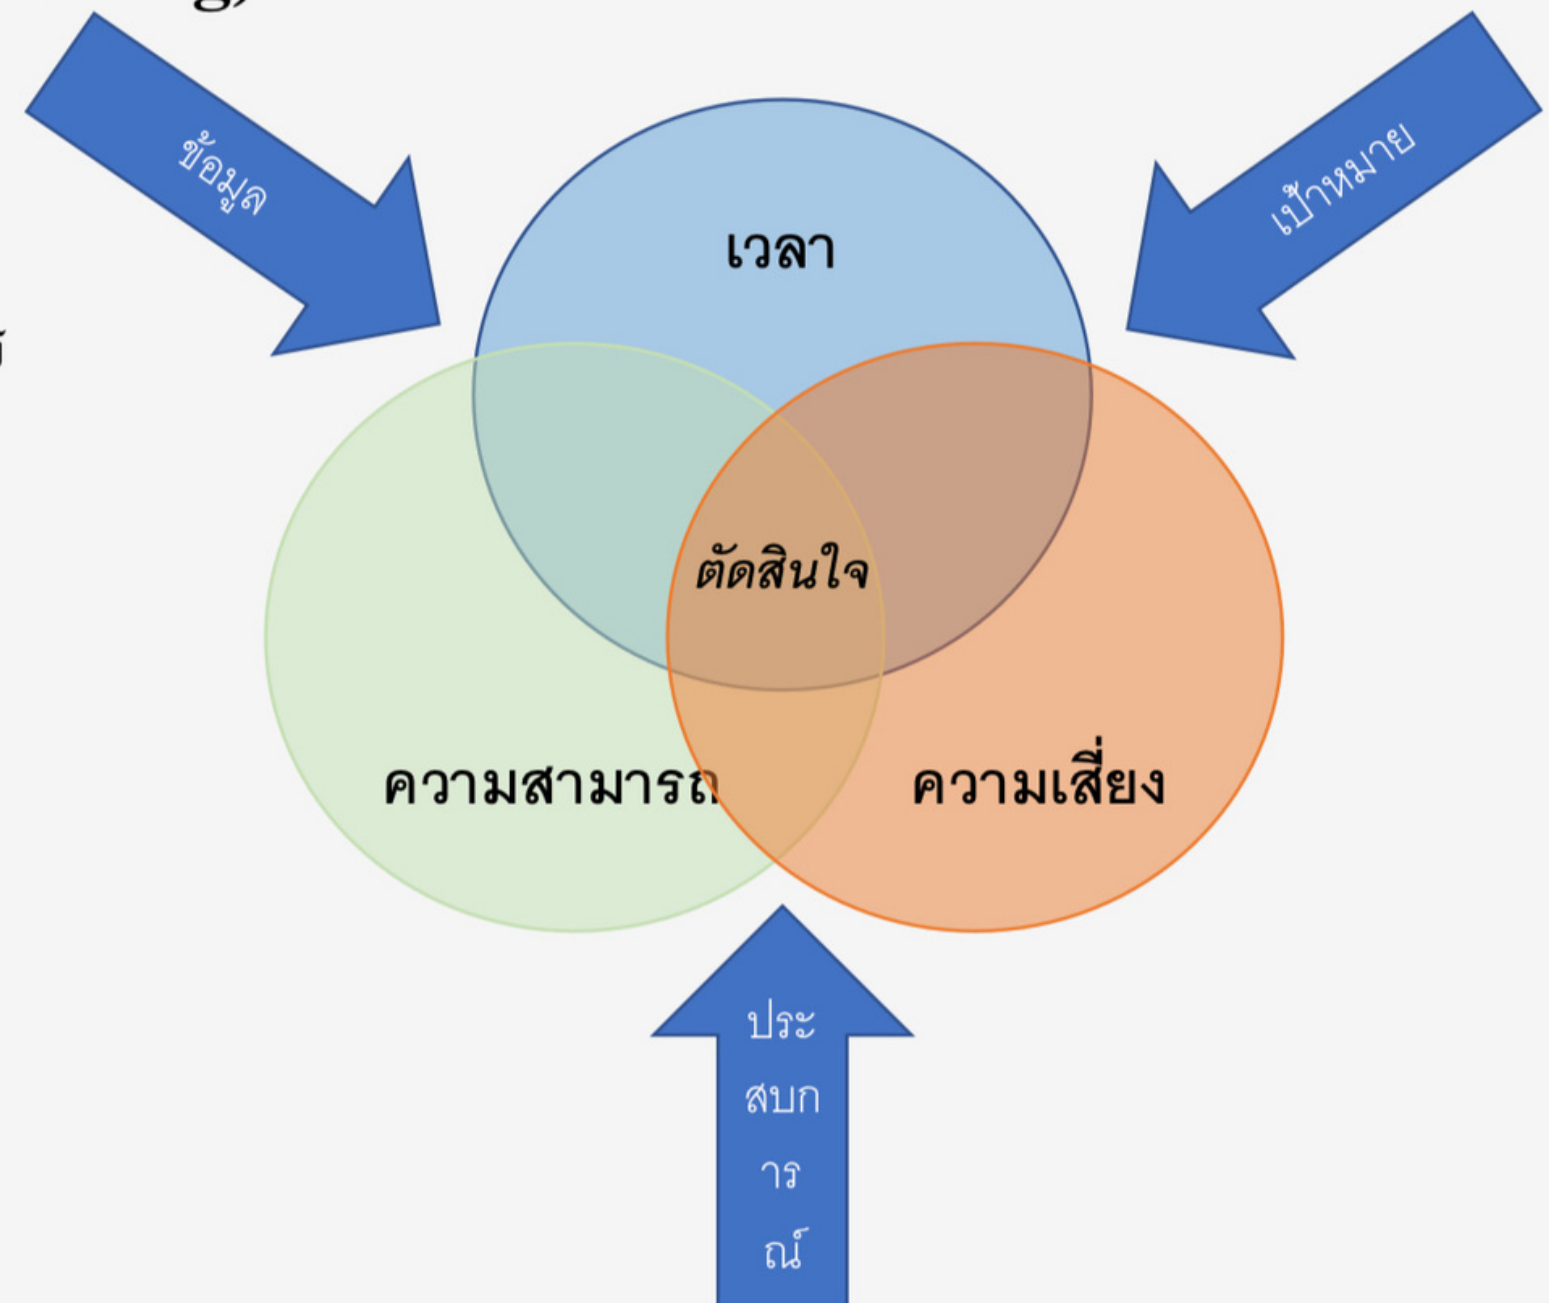 ข้อมูล
เป้าหมาย
เวลา
ตัดสินใจ
ความสามารถ
ความเสี่ยง
ประ
สบก
าร
ณ์